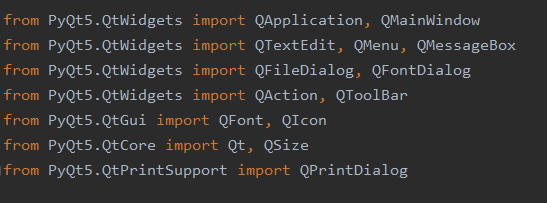 from PyQt5.QtWidgets import QApplication, QMainWindow
from PyQt5.QtWidgets import QTextEdit, QMenu, QMessageBox
from PyQt5.QtWidgets import QFileDialog, QFontDialog
from PyQt5.QtWidgets import QAction, QToolBar
from PyQt5.QtGui import QFont, QIcon
from PyQt5.QtCore import Qt, QSize
from PyQt5.QtPrintSupport import QPrintDialog